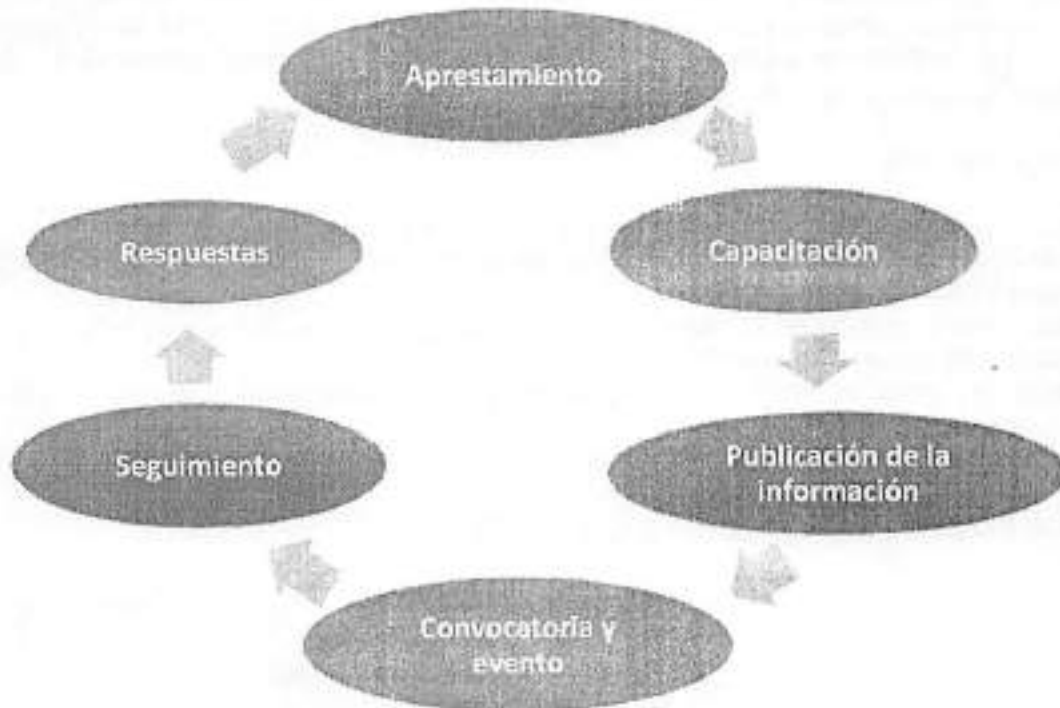 Aprestamiento
Capacitación
Publicación de la
información
Convocatoria y
evento
Seguimiento
Respuestas